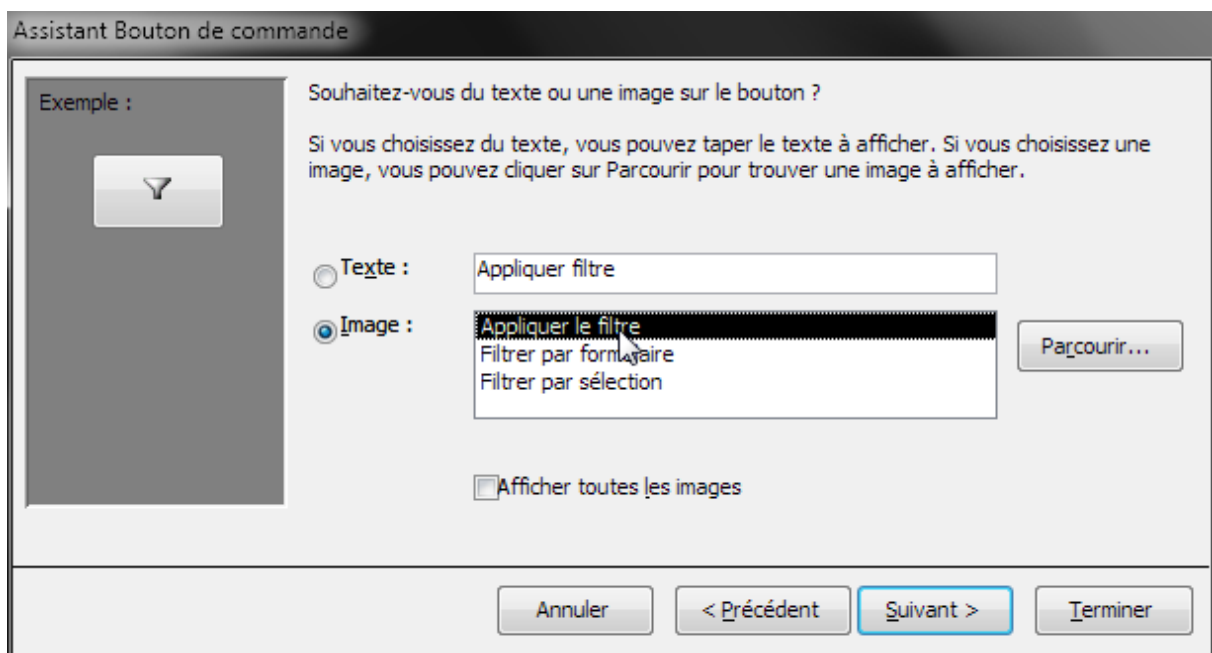 Assistant Bouton de commande
Exemple :
Souhaitez-vous du texte ou une image sur le bouton ?
Si vous choisissez du texte, vous pouvez taper le texte à afficher. Si vous choisissez une
image, vous pouvez cliquer sur Parcourir pour trouver une image à afficher.
Texte :
Appliquer filtre
Image :
Appliquer le filtre
Filtrer par formulaire
Filtrer par sélection
Parcourir...
Afficher toutes les images
Annuler
< Précédent
Suivant >
Terminer